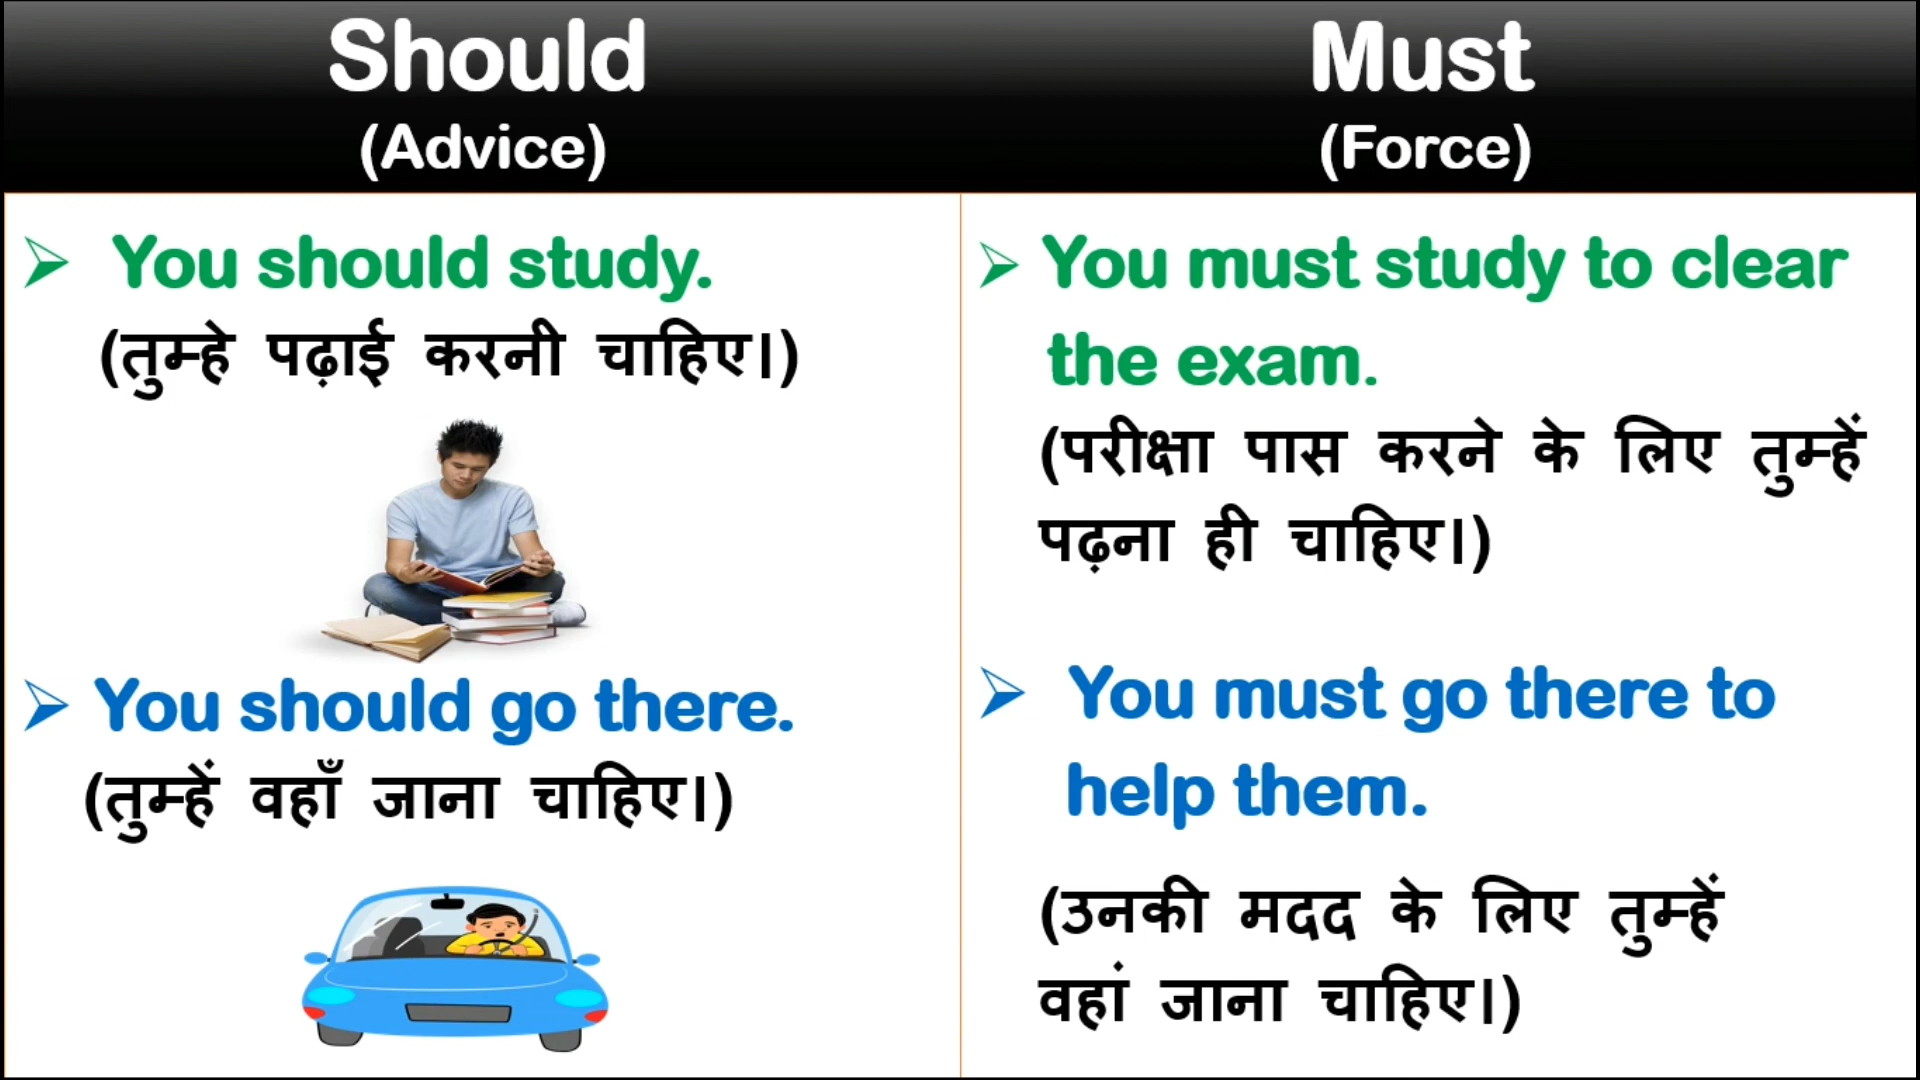 Should
(Advice)
Must
(Force)
You should study.
(तुम्हे पढ़ाई करनी चाहिए।)
You should go there.
(तुम्हें वहाँ जाना चाहिए।)
You must study to clear
the exam.
(परीक्षा पास करने के लिए तुम्हें
पढ़ना ही चाहिए।)
You must go there to
help them.
(उनकी मदद के लिए तुम्हें
वहां जाना चाहिए।)